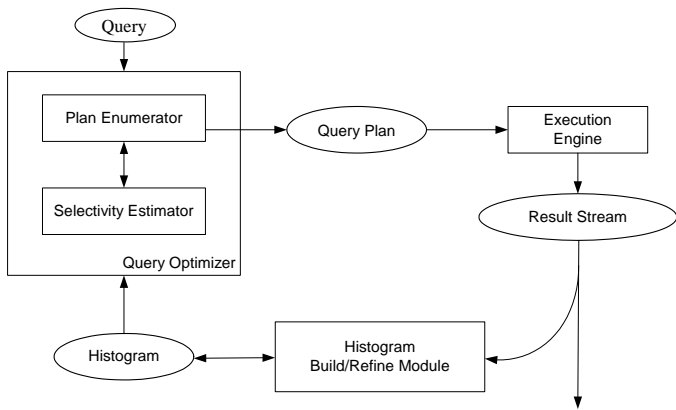 Query
Plan Enumerator
Query Plan
Execution
Engine
Selectivity Estimator
Result Stream
Query Optimizer
Histogram
Histogram
Build/Refine Module